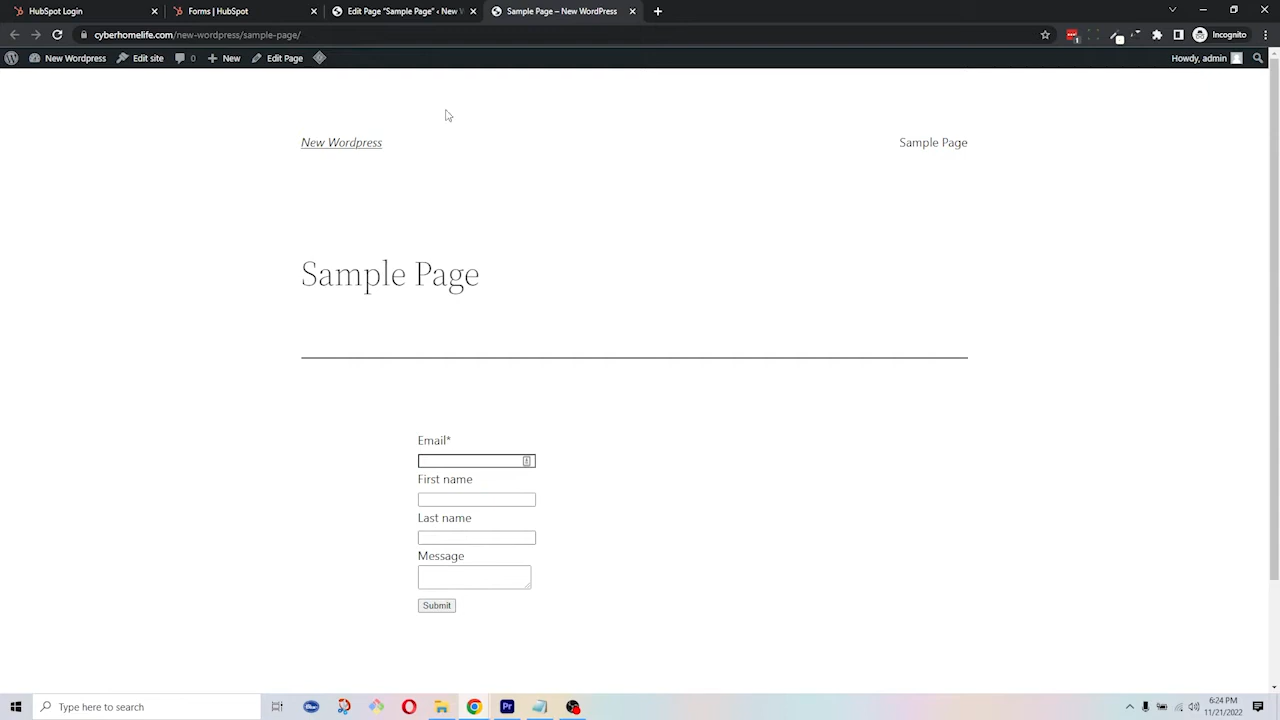 HubSpot Login
Forms | HubSpot
Edit Page "Sample Page" ‹ New W
Sample Page – New WordPress
cyberhomelife.com/new-wordpress/sample-page/
Incognito
New Wordpress
Edit site
0
New
Edit Page
Howdy, admin
New Wordpress
Sample Page
Sample Page
Email*
First name
Last name
Message
Submit
Type here to search
Pr
6:24 PM
11/21/2022